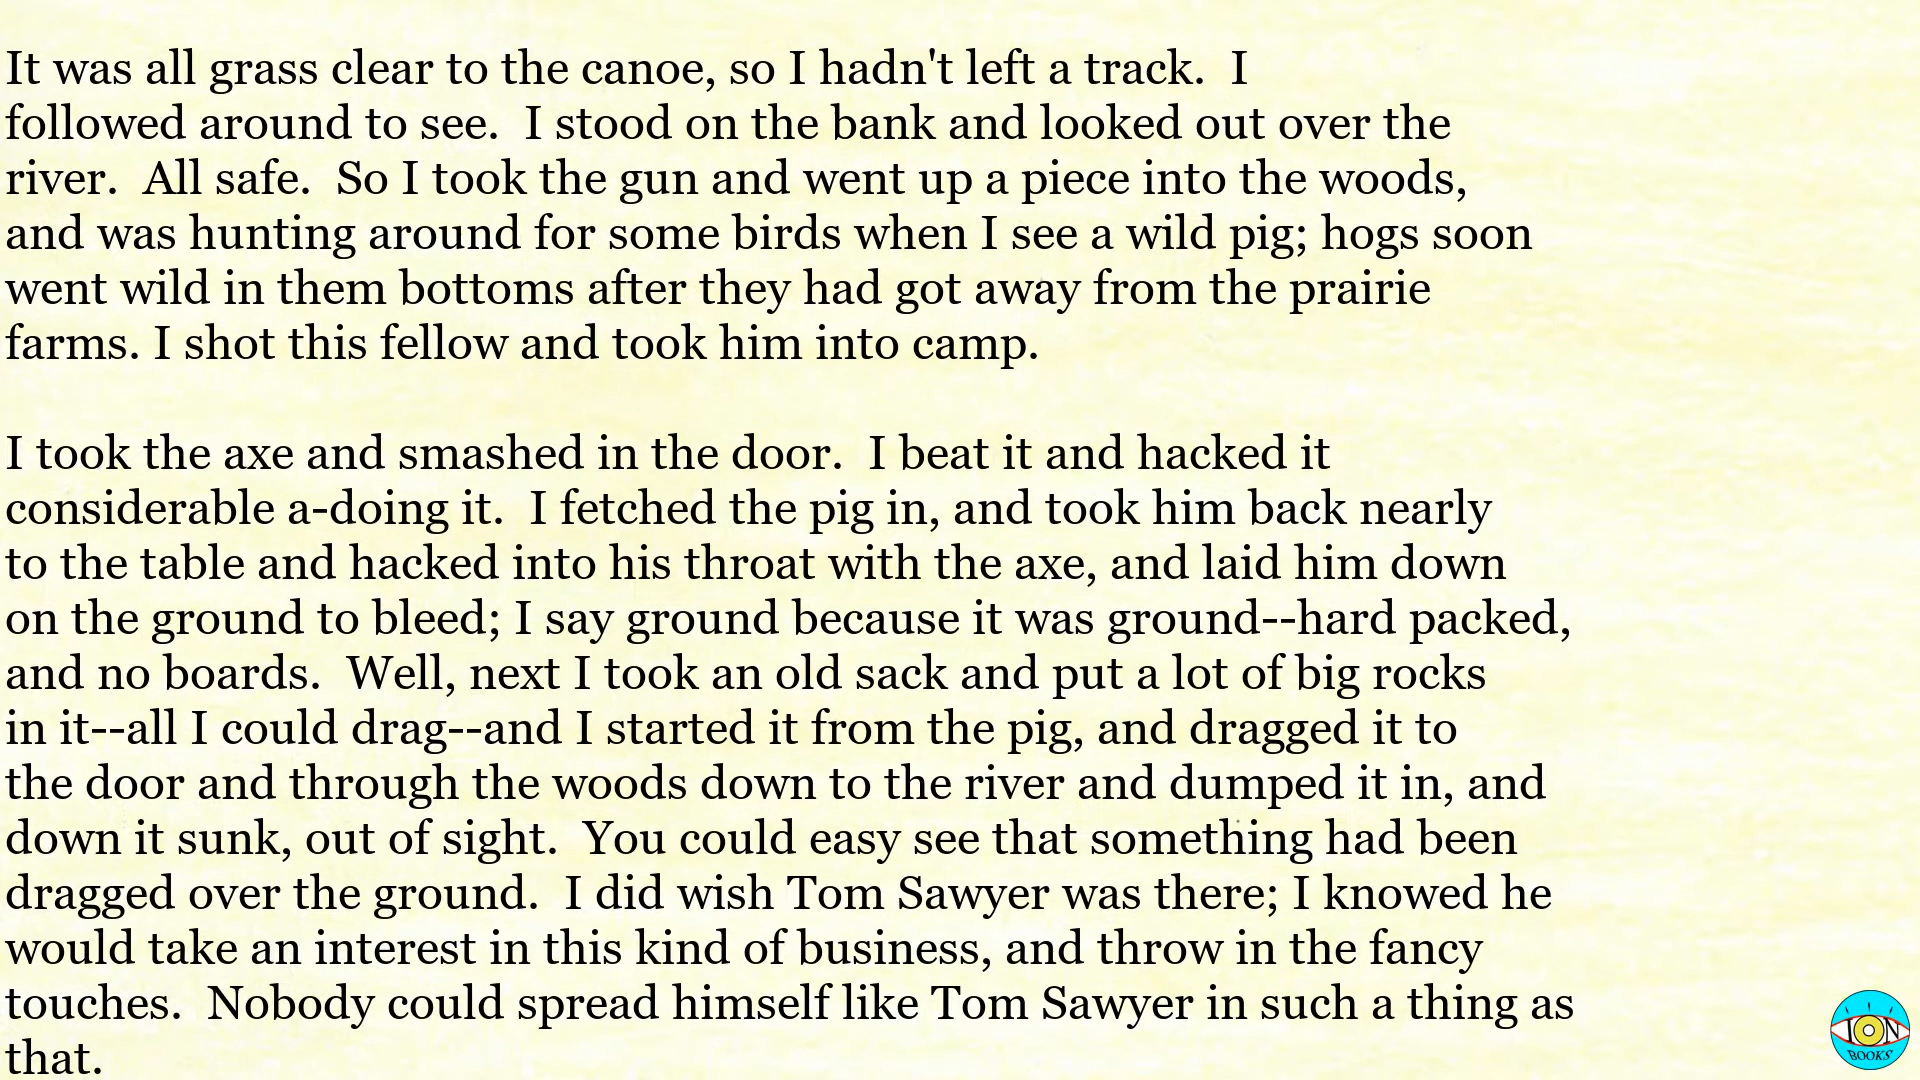 It was all grass clear to the canoe, so I hadn't left a track.  I
followed around to see.  I stood on the bank and looked out over the
river.  All safe.  So I took the gun and went up a piece into the woods,
and was hunting around for some birds when I see a wild pig; hogs soon
went wild in them bottoms after they had got away from the prairie
farms. I shot this fellow and took him into camp.

I took the axe and smashed in the door.  I beat it and hacked it
considerable a-doing it.  I fetched the pig in, and took him back nearly
to the table and hacked into his throat with the axe, and laid him down
on the ground to bleed; I say ground because it was ground--hard packed,
and no boards.  Well, next I took an old sack and put a lot of big rocks
in it--all I could drag--and I started it from the pig, and dragged it to
the door and through the woods down to the river and dumped it in, and
down it sunk, out of sight.  You could easy see that something had been
dragged over the ground.  I did wish Tom Sawyer was there; I knowed he
would take an interest in this kind of business, and throw in the fancy
touches.  Nobody could spread himself like Tom Sawyer in such a thing as
that.
ION
BOOKS